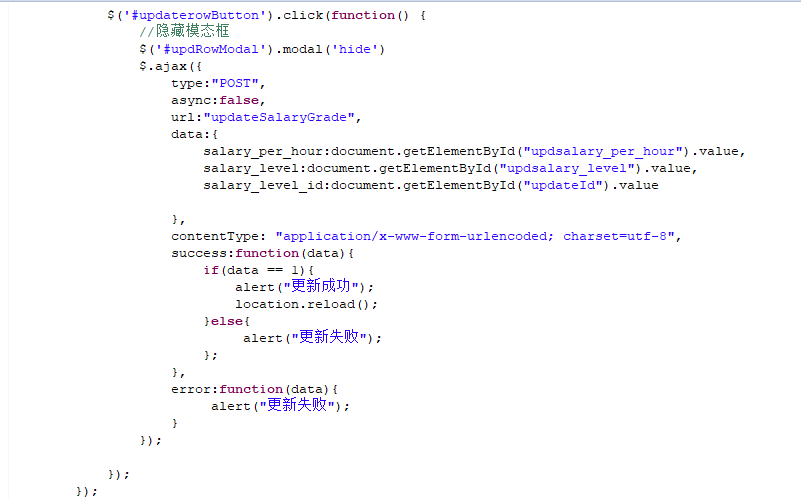 $('#updaterowButton').click(function() {
//隐藏模态框
$('#updRowModal').modal('hide')
$.ajax({
type:"POST",
async:false,
url:"updateSalaryGrade",
data:{
salary_per_hour:document.getElementById("updsalary_per_hour").value,
salary_level:document.getElementById("updsalary_level").value,
salary_level_id:document.getElementById("updateId").value
},
contentType: "application/x-www-form-urlencoded; charset=utf-8",
success:function(data){
if(data == 1){
alert("更新成功");
location.reload();
}else{
alert("更新失败");
};
},
error:function(data){
alert("更新失败");
}
});
});
});